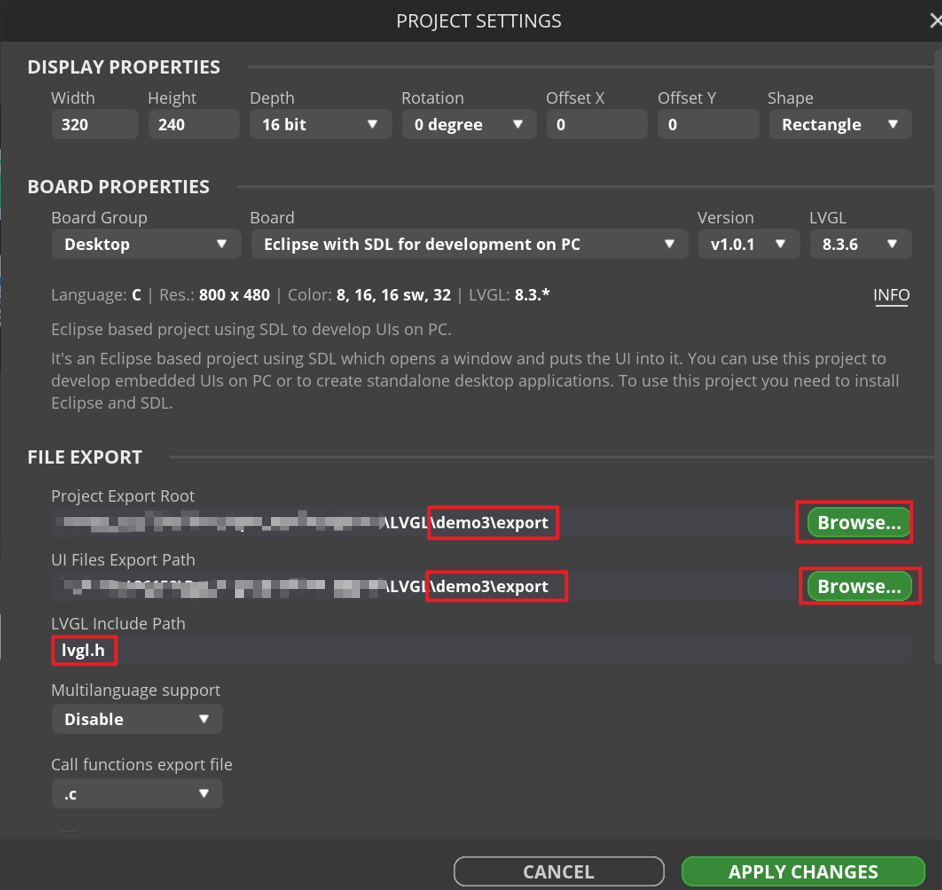 PROJECT SETTINGS
DISPLAY PROPERTIES
Width Height Depth Rotation Offset X Offset Y Shape
320 240 16 bit 0 degree 0 0 Rectangle
BOARD PROPERTIES
Board Group Board Version LVGL
Desktop Eclipse with SDL for development on PC v1.0.1 8.3.6
Language: C | Res.: 800 x 480 | Color: 8, 16, 16 sw, 32 | LVGL: 8.3.* INFO
Eclipse based project using SDL to develop UIs on PC.
It's an Eclipse based project using SDL which opens a window and puts the UI into it. You can use this project to
develop embedded UIs on PC or to create standalone desktop applications. To use this project you need to install
Eclipse and SDL.
FILE EXPORT
Project Export Root
\LVGL\demo3\export Browse...
UI Files Export Path
\LVGL\demo3\export Browse...
LVGL Include Path
lvgl.h
Multilanguage support
Disable
Call functions export file
.c
CANCEL APPLY CHANGES